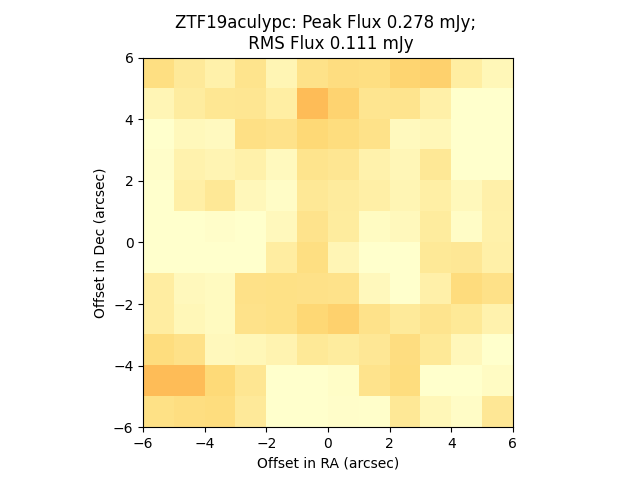 ZTF19aculypc: Peak Flux 0.278 mJy;
RMS Flux 0.111 mJy
6
4
2
0
−2
−4
−6
Offset in Dec (arcsec)
−6 −4 −2 0 2 4 6
Offset in RA (arcsec)